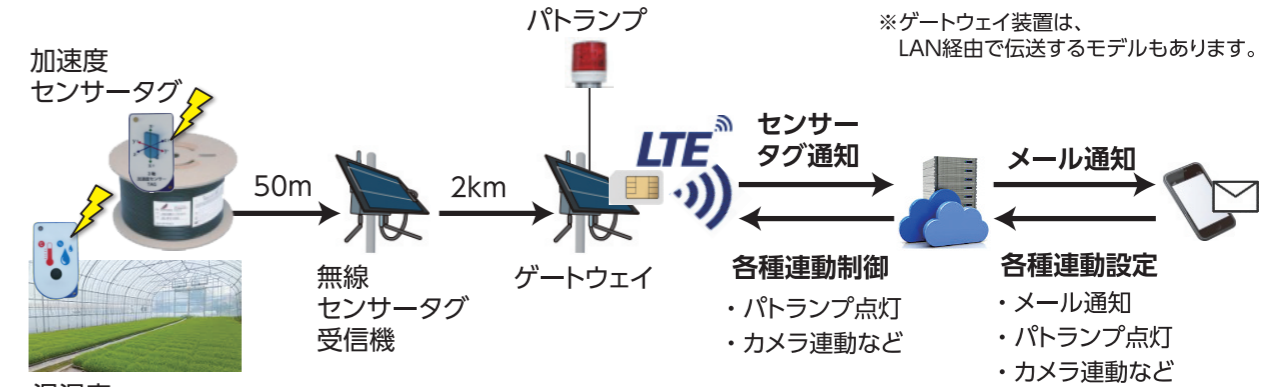 パトランプ
※ゲートウェイ装置は、
LAN経由で伝送するモデルもあります。
加速度
センサータグ
50m
2km
LTE
センサー
タグ通知
メール通知
無線
センサータグ
受信機
ゲートウェイ
各種連動制御
・パトランプ点灯
・カメラ連動など
各種連動設定
・メール通知
・パトランプ点灯
・カメラ連動など